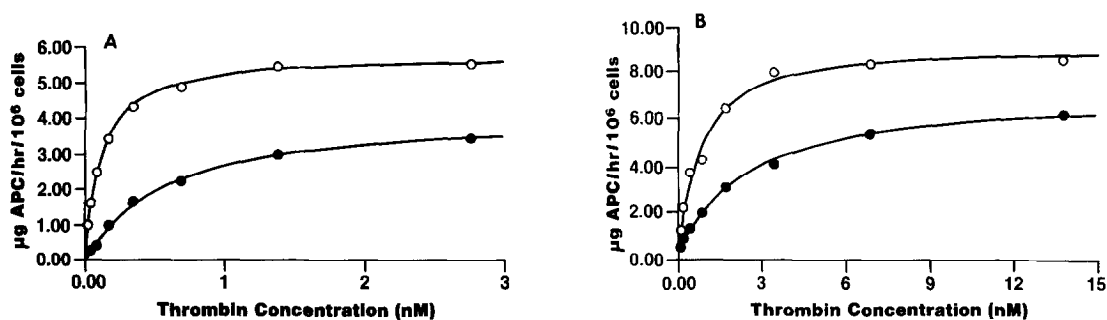 A
µg APC/hr/10⁶ cells
6.00
5.00
4.00
3.00
2.00
1.00
0.00
0.00 1 2 3
Thrombin Concentration (nM)
B
µg APC/hr/10⁶ cells
10.00
8.00
6.00
4.00
2.00
0.00
0.00 3 6 9 12 15
Thrombin Concentration (nM)